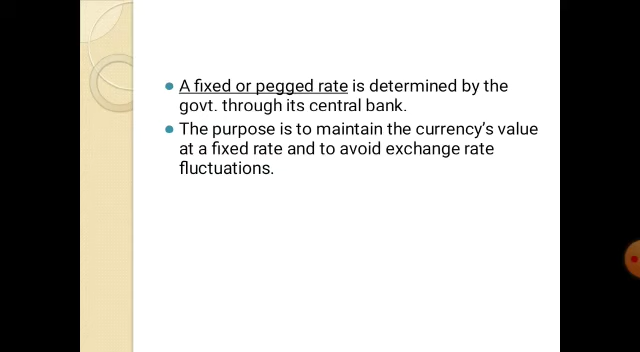 A fixed or pegged rate is determined by the
govt. through its central bank.
The purpose is to maintain the currency's value
at a fixed rate and to avoid exchange rate
fluctuations.